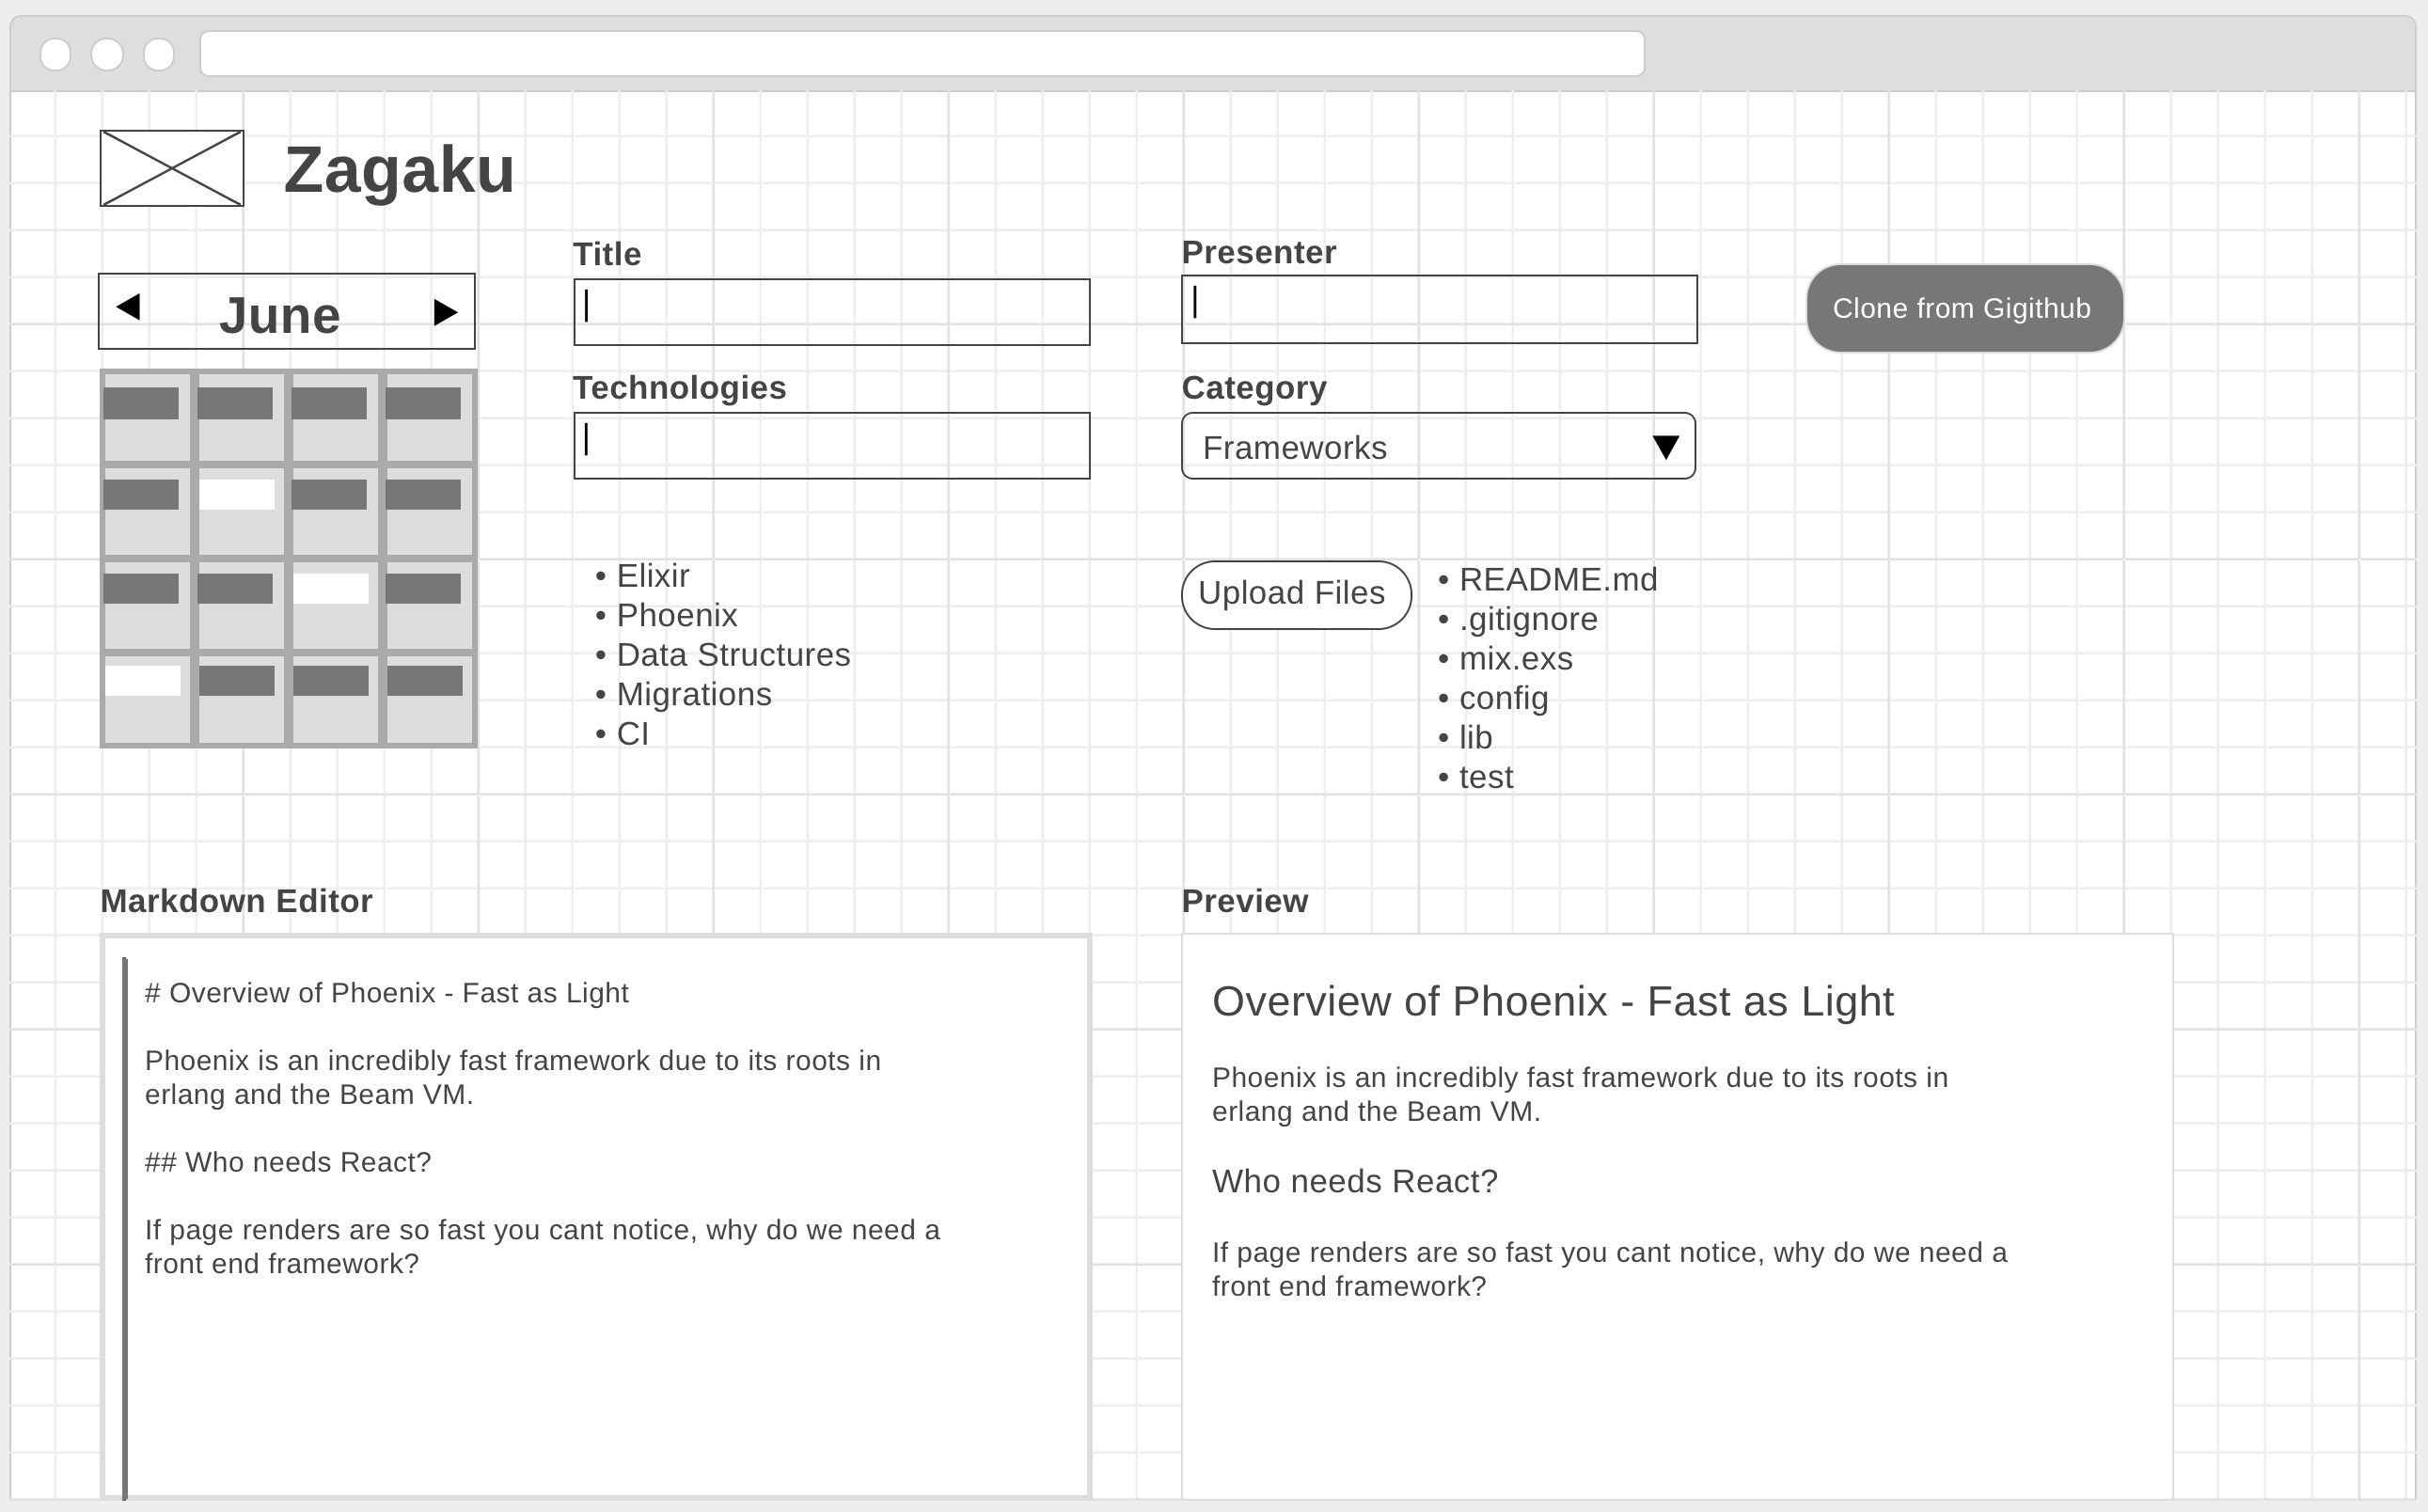 Zagaku
June
Title
Presenter
Clone from Gigithub
Technologies
Category
Frameworks
• Elixir
• Phoenix
• Data Structures
• Migrations
• CI
Upload Files
• README.md
• .gitignore
• mix.exs
• config
• lib
• test
Markdown Editor
# Overview of Phoenix - Fast as Light
Phoenix is an incredibly fast framework due to its roots in
erlang and the Beam VM.
## Who needs React?
If page renders are so fast you cant notice, why do we need a
front end framework?
Preview
Overview of Phoenix - Fast as Light
Phoenix is an incredibly fast framework due to its roots in
erlang and the Beam VM.
Who needs React?
If page renders are so fast you cant notice, why do we need a
front end framework?